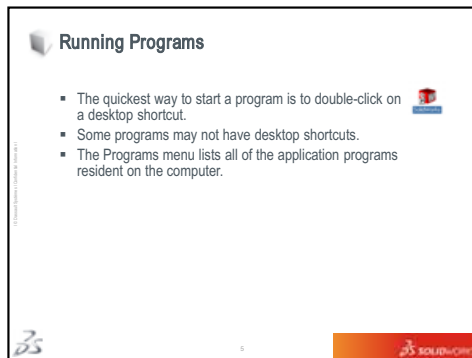 Running Programs
▪ The quickest way to start a program is to double-click on
a desktop shortcut.
▪ Some programs may not have desktop shortcuts.
▪ The Programs menu lists all of the application programs
resident on the computer.
5
SOLIDWORKS